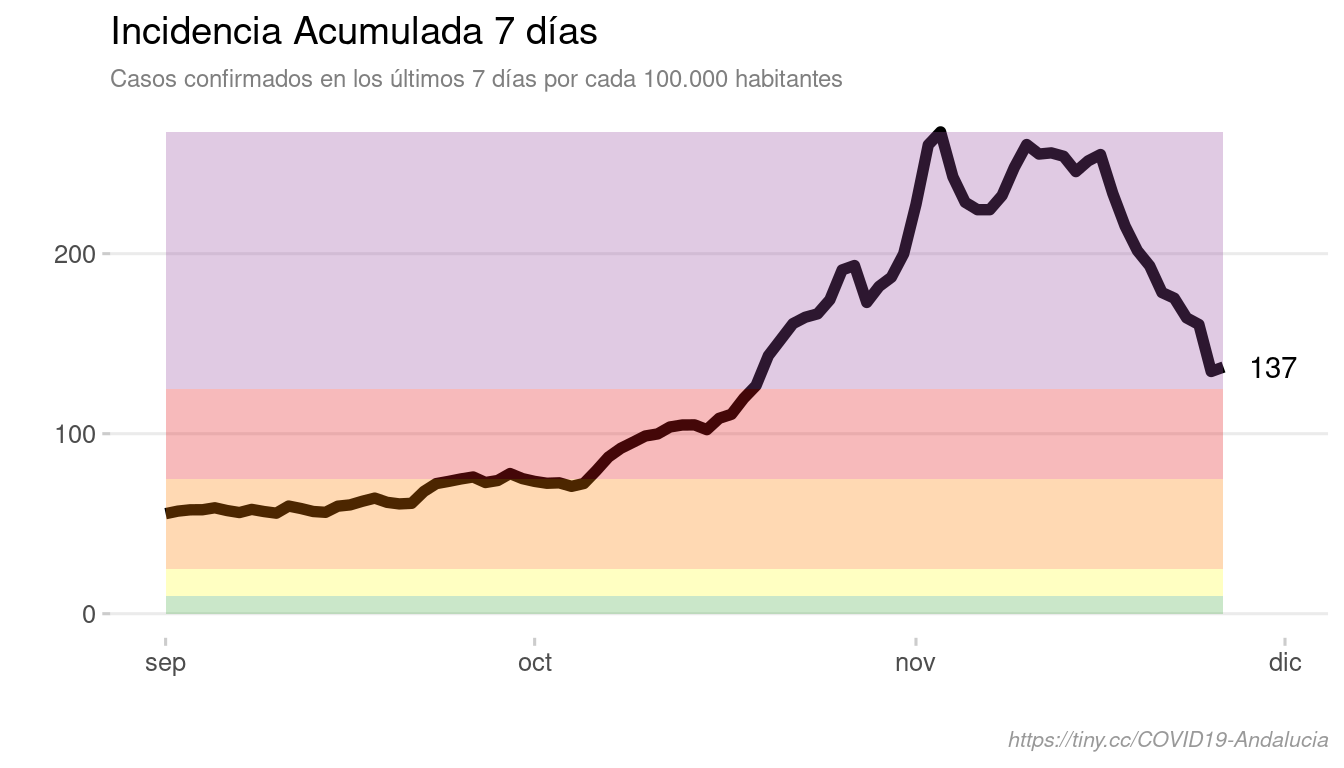 Incidencia Acumulada 7 días
Casos confirmados en los últimos 7 días por cada 100.000 habitantes
200
137
100
0
sep oct nov dic
https://tiny.cc/COVID19-Andalucia